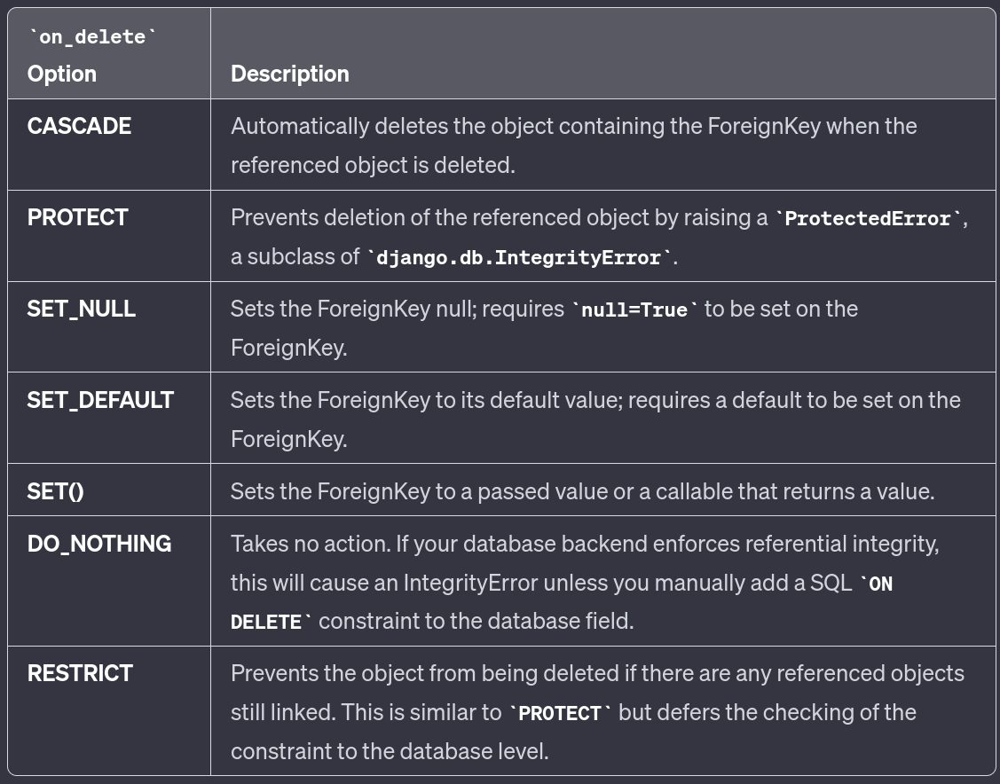 `on_delete`
Option
Description
CASCADE
Automatically deletes the object containing the ForeignKey when the
referenced object is deleted.
PROTECT
Prevents deletion of the referenced object by raising a `ProtectedError`,
a subclass of `django.db.IntegrityError`.
SET_NULL
Sets the ForeignKey null; requires `null=True` to be set on the
ForeignKey.
SET_DEFAULT
Sets the ForeignKey to its default value; requires a default to be set on the
ForeignKey.
SET()
Sets the ForeignKey to a passed value or a callable that returns a value.
DO_NOTHING
Takes no action. If your database backend enforces referential integrity,
this will cause an IntegrityError unless you manually add a SQL `ON
DELETE` constraint to the database field.
RESTRICT
Prevents the object from being deleted if there are any referenced objects
still linked. This is similar to `PROTECT` but defers the checking of the
constraint to the database level.